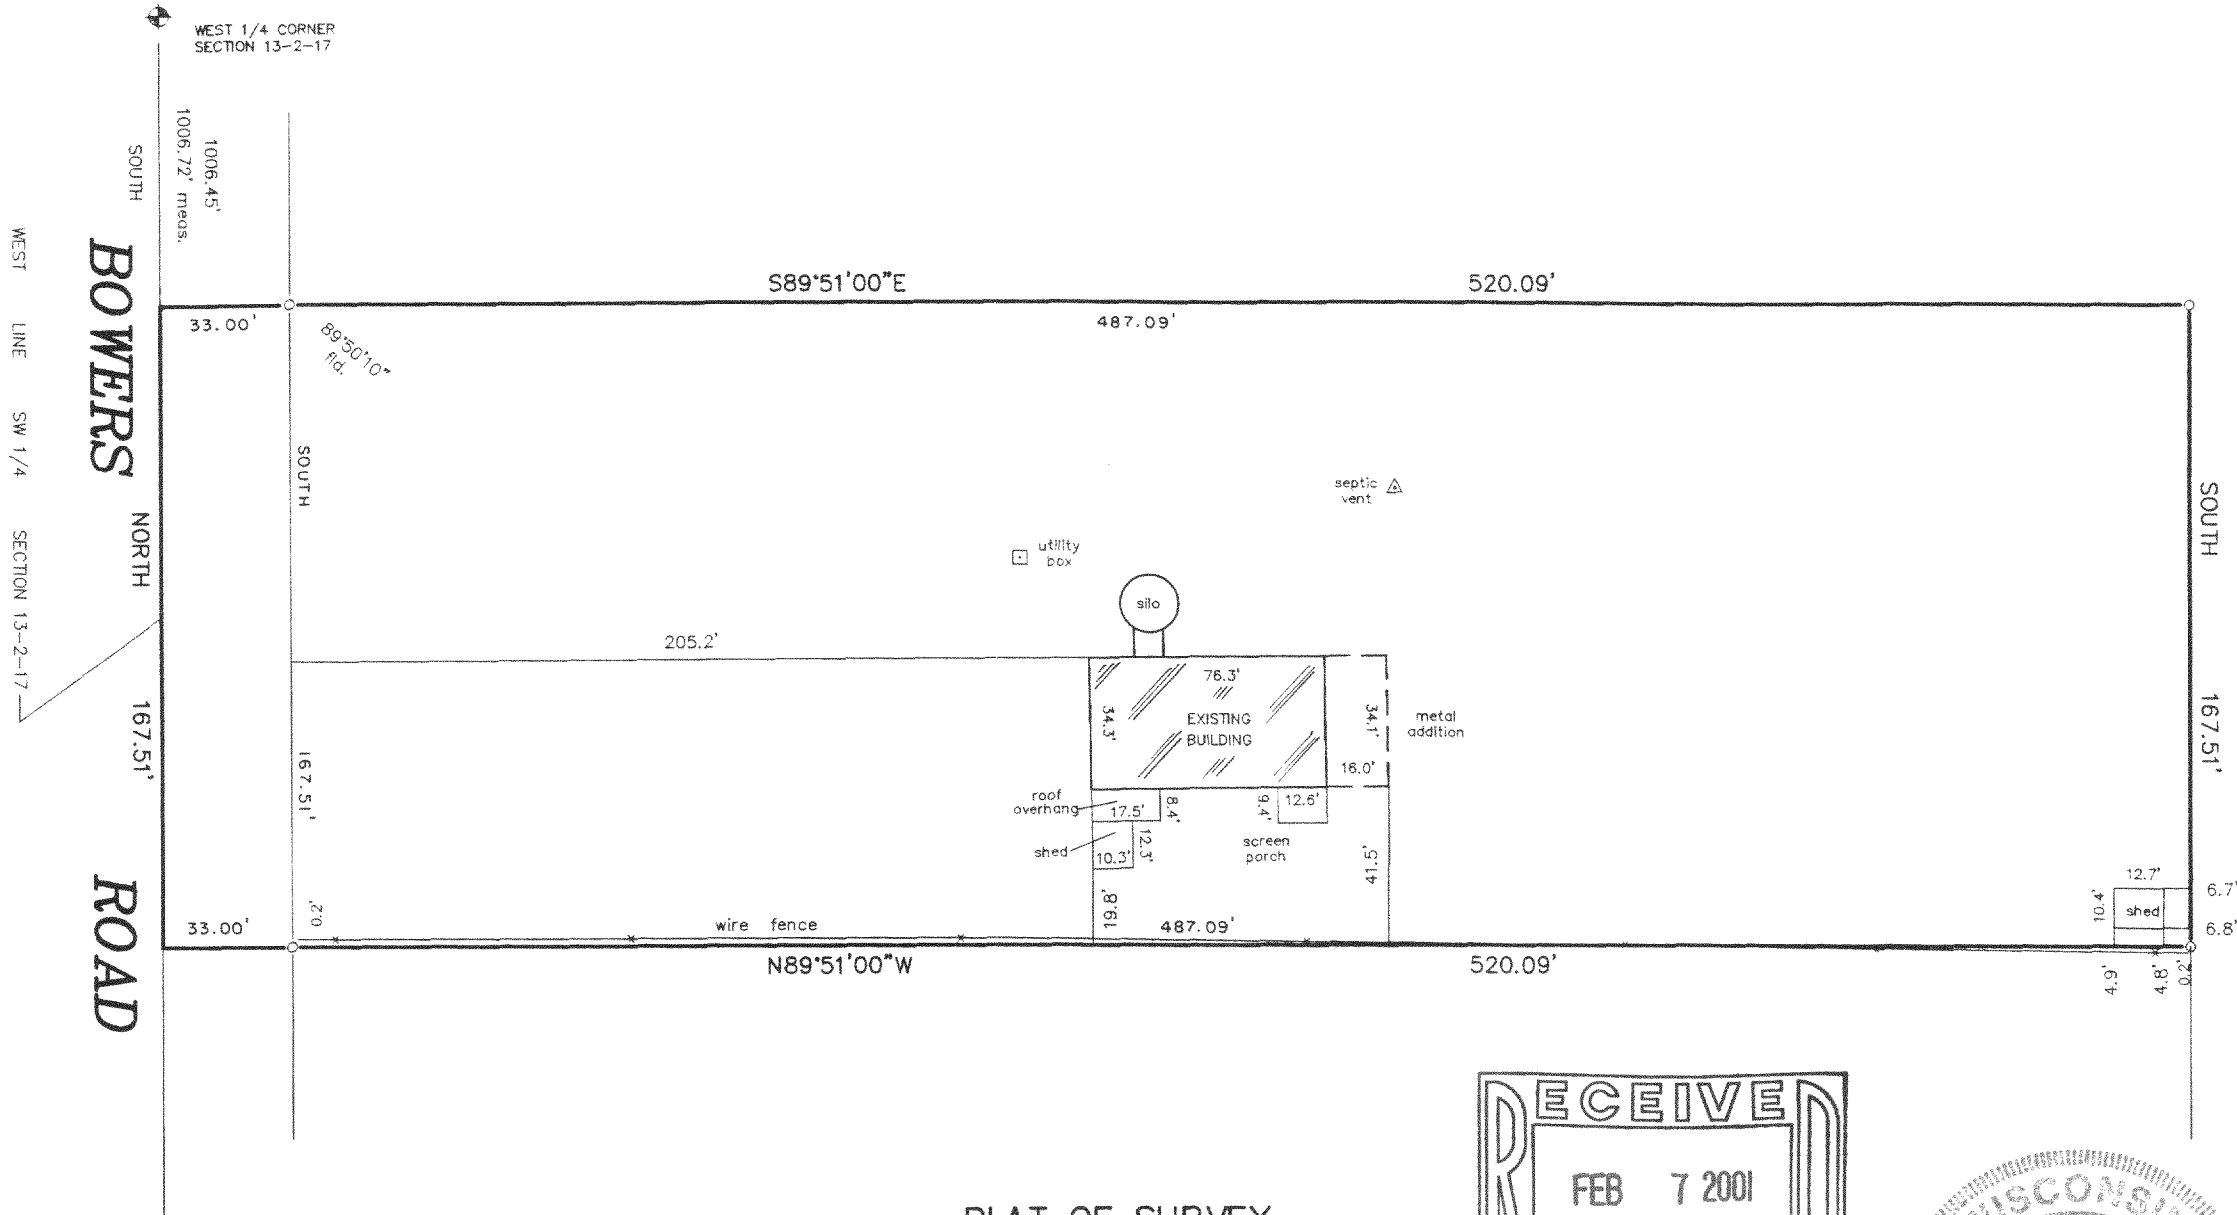 WEST 1/4 CORNER
SECTION 13-2-17
1006.45'
1006.72' meas.
SOUTH
BOWERS ROAD
WEST LINE SW 1/4 SECTION 13-2-17
NORTH 167.51'
S89°51'00"E 520.09'
33.00'
487.09'
89°50'10"
fld.
SOUTH 167.51'
SOUTH 167.51'
septic
vent
utility
box
silo
205.2'
76.3'
34.3'
EXISTING
BUILDING
34.1'
16.0'
metal
addition
roof
overhang
17.5'
8.4'
9.4'
12.6'
screen
porch
shed
10.3'
12.3'
41.5'
19.8'
12.7'
10.4'
shed
6.7'
6.8'
33.00'
0.2'
wire fence
487.09'
N89°51'00"W 520.09'
4.9'
4.8'
0.2'
RECEIVED
FEB 7 2001
PLAT OF SURVEY